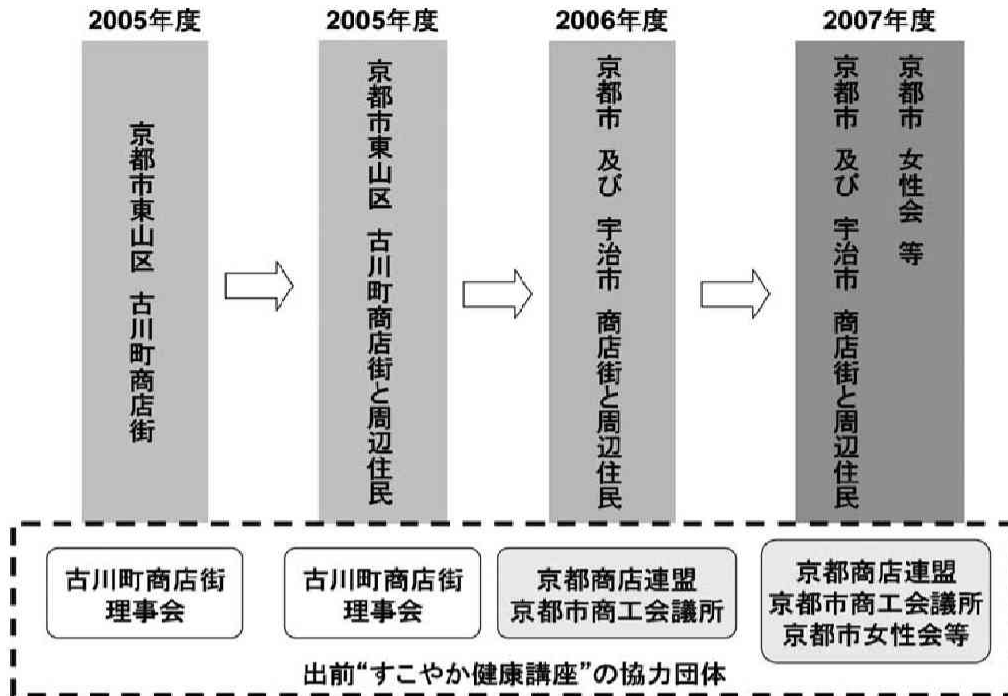 2005年度
京都市東山区 古川町商店街
2005年度
京都市東山区 古川町商店街と周辺住民
2006年度
京都市 及び 宇治市 商店街と周辺住民
2007年度
京都市 女性会 等
京都市 及び 宇治市 商店街と周辺住民
古川町商店街
理事会
古川町商店街
理事会
京都商店連盟
京都市商工会議所
京都商店連盟
京都市商工会議所
京都市女性会等
出前“すこやか健康講座”の協力団体